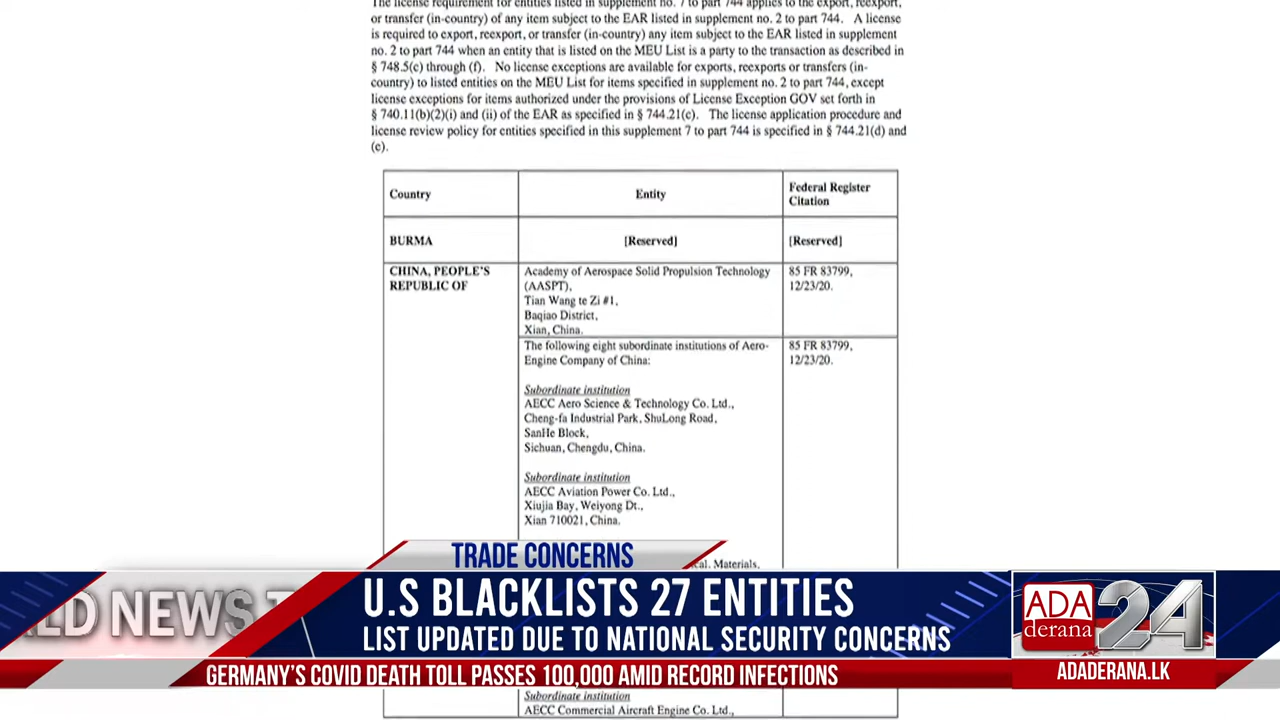 The license requirement for entities listed in supplement no. 7 to part 744 applies to the export, reexport,
or transfer (in-country) of any item subject to the EAR listed in supplement no. 2 to part 744. A license
is required to export, reexport, or transfer (in-country) any item subject to the EAR listed in supplement
no. 2 to part 744 when an entity that is listed on the MEU List is a party to the transaction as described in
§ 748.5(c) through (f). No license exceptions are available for exports, reexports or transfers (in-
country) to listed entities on the MEU List for items specified in supplement no. 2 to part 744, except
license exceptions for items authorized under the provisions of License Exception GOV set forth in
§ 740.11(b)(2)(i) and (ii) of the EAR as specified in § 744.21(c). The license application procedure and
license review policy for entities specified in this supplement 7 to part 744 is specified in § 744.21(d) and
(e).
Country
Entity
Federal Register
Citation
BURMA
[Reserved]
[Reserved]
CHINA, PEOPLE'S
REPUBLIC OF
Academy of Aerospace Solid Propulsion Technology
(AASPT),
Tian Wang te Zi #1,
Baqiao District,
Xian, China.
85 FR 83799,
12/23/20.
The following eight subordinate institutions of Aero-
Engine Company of China:
85 FR 83799,
12/23/20.
Subordinate institution
AECC Aero Science & Technology Co. Ltd.,
Cheng-fa Industrial Park, ShuLong Road,
SanHe Block,
Sichuan, Chengdu, China.
Subordinate institution
AECC Aviation Power Co. Ltd.,
Xiujia Bay, Weiyong Dt.,
Xian 710021, China.
Materials,
TRADE CONCERNS
NEWS
U.S BLACKLISTS 27 ENTITIES
LIST UPDATED DUE TO NATIONAL SECURITY CONCERNS
ADA
derana
24
GERMANY'S COVID DEATH TOLL PASSES 100,000 AMID RECORD INFECTIONS
ADADERANA.LK
Subordinate institution
AECC Commercial Aircraft Engine Co. Ltd.,